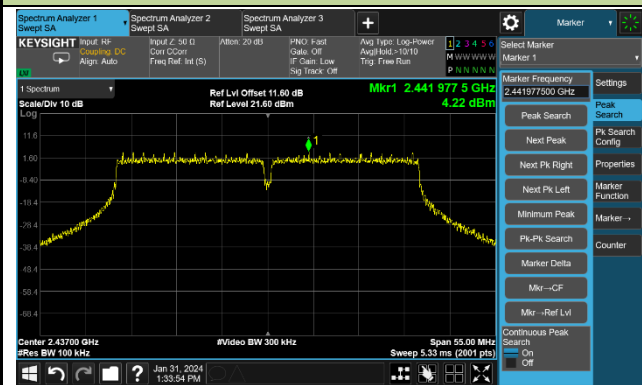 Spectrum Analyzer 1
Swept SA
Spectrum Analyzer 2
Swept SA
Spectrum Analyzer 3
Swept SA
Marker
KEYSIGHT
Input: RF
Coupling: DC
Align: Auto
Input Z: 50 Ω
Corr CCorr
Freq Ref: Int (S)
Atten: 20 dB
PNO: Fast
Gate: Off
IF Gain: Low
Sig Track: Off
Avg Type: Log-Power
Avg|Hold:>10/10
Trig: Free Run
1 2 3 4 5 6
M W W W W W
P N N N N N
Select Marker
Marker 1
1 Spectrum
Scale/Div 10 dB
Log
Ref Lvl Offset 11.60 dB
Ref Level 21.60 dBm
Mkr1 2.441 977 5 GHz
4.22 dBm
11.6
1.60
-8.40
-18.4
-28.4
-38.4
-48.4
-58.4
-68.4
1
Center 2.43700 GHz
#Res BW 100 kHz
#Video BW 300 kHz
Span 55.00 MHz
Sweep 5.33 ms (2001 pts)
Marker Frequency
2.441977500 GHz
Peak Search
Next Peak
Next Pk Right
Next Pk Left
Minimum Peak
Pk-Pk Search
Marker Delta
Mkr→CF
Mkr→Ref Lvl
Continuous Peak
Search
On
Off
Settings
Peak
Search
Pk Search
Config
Properties
Marker
Function
Marker→
Counter
Jan 31, 2024
1:33:54 PM